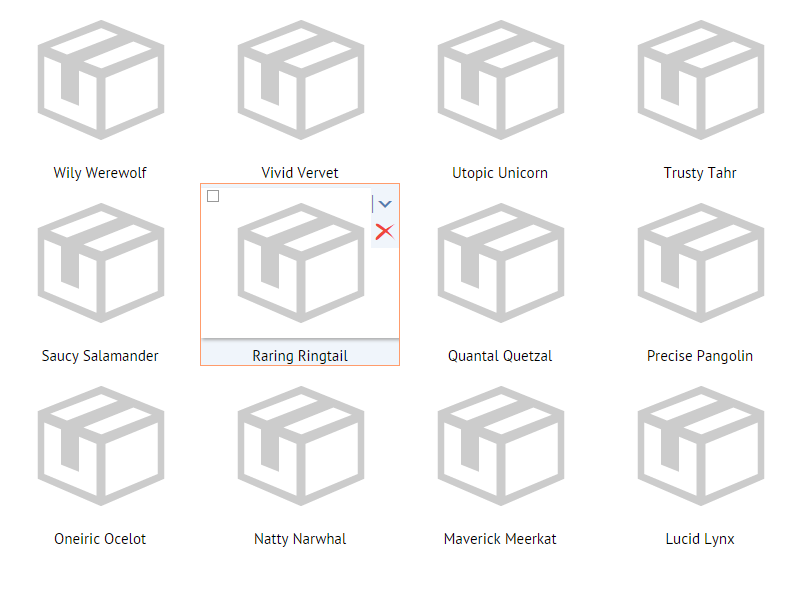 Wily Werewolf
Vivid Vervet
Utopic Unicorn
Trusty Tahr
Saucy Salamander
Raring Ringtail
Quantal Quetzal
Precise Pangolin
Oneiric Ocelot
Natty Narwhal
Maverick Meerkat
Lucid Lynx